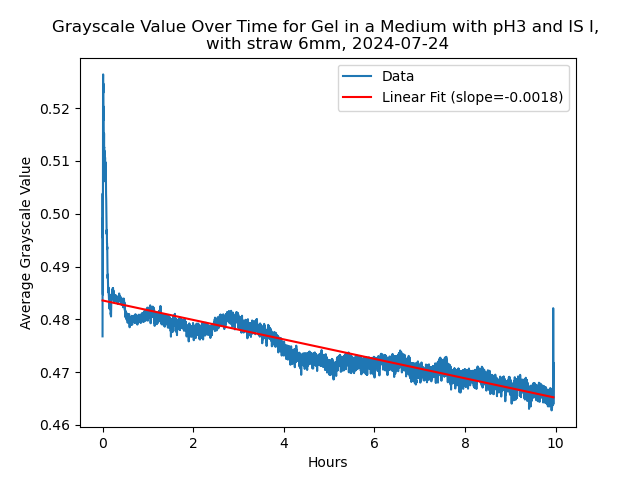 Grayscale Value Over Time for Gel in a Medium with pH3 and IS I,
with straw 6mm, 2024-07-24
Data
Linear Fit (slope=-0.0018)
Average Grayscale Value
0.52
0.51
0.50
0.49
0.48
0.47
0.46
0 2 4 6 8 10
Hours